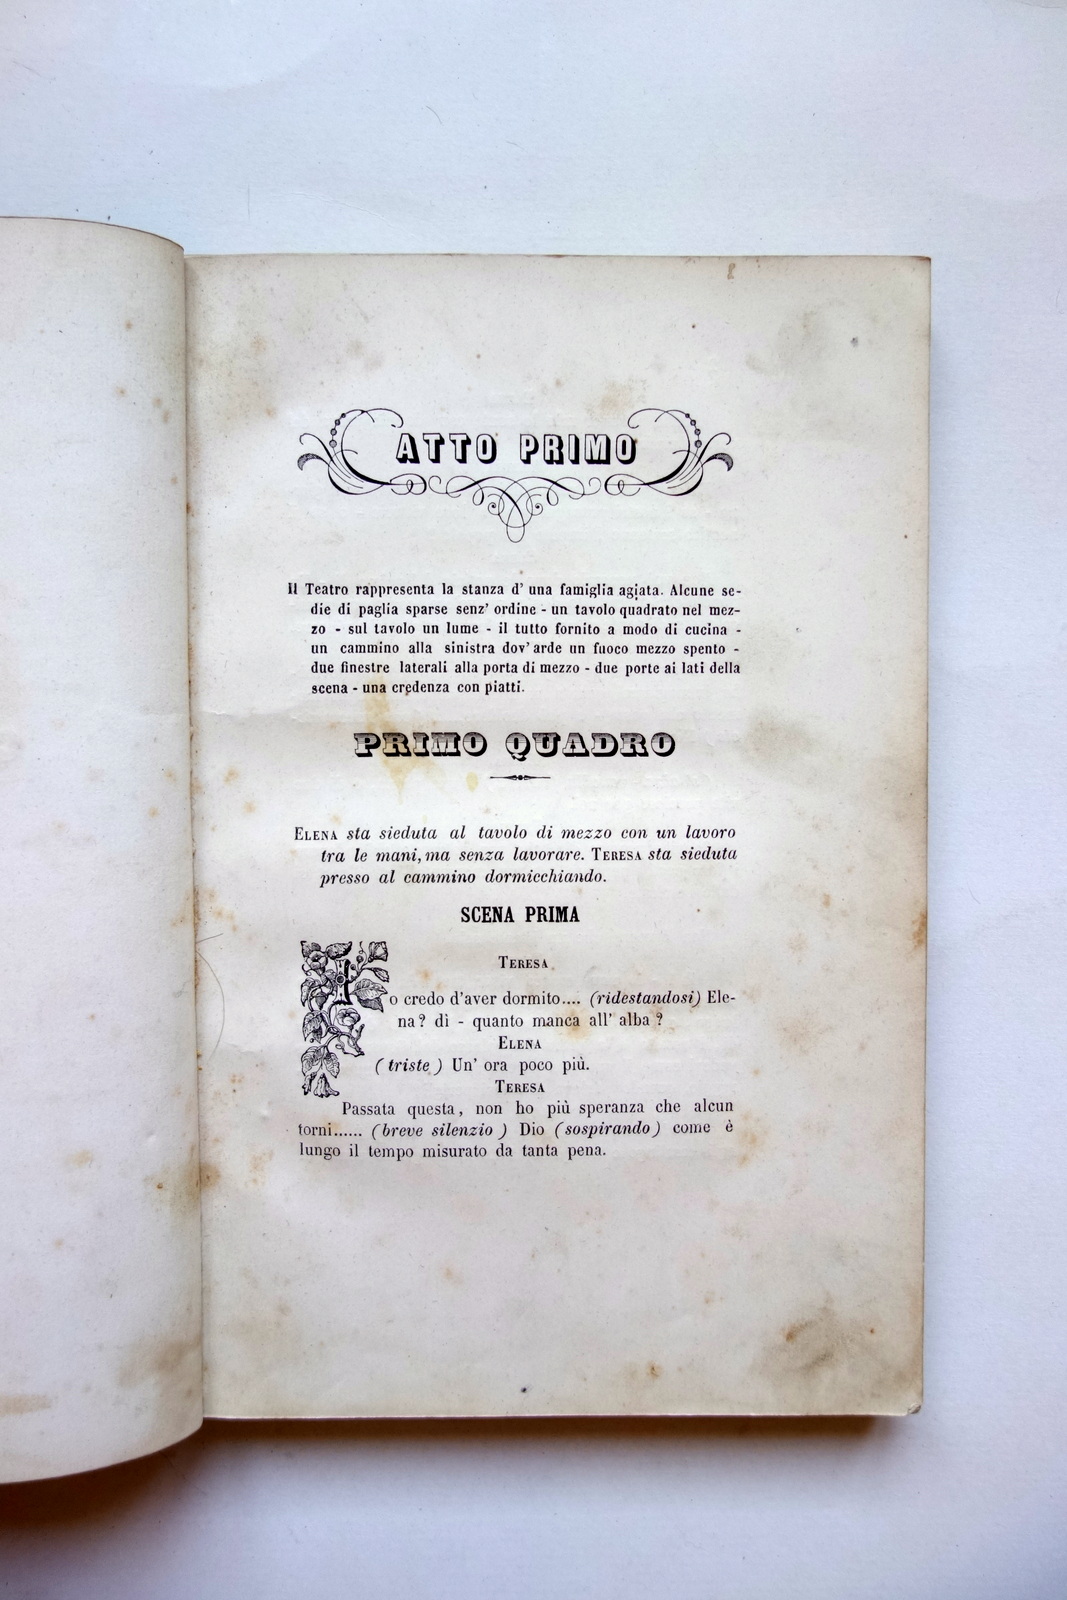 ATTO PRIMO
Il Teatro rappresenta la stanza d' una famiglia agiata. Alcune se-
die di paglia sparse senz' ordine - un tavolo quadrato nel mez-
zo - sul tavolo un lume - il tutto fornito a modo di cucina -
un cammino alla sinistra dov' arde un fuoco mezzo spento -
due finestre laterali alla porta di mezzo - due porte ai lati della
scena - una credenza con piatti.
PRIMO QUADRO
ELENA sta sieduta al tavolo di mezzo con un lavoro
tra le mani, ma senza lavorare. TERESA sta sieduta
presso al cammino dormicchiando.
SCENA PRIMA
TERESA
Io credo d'aver dormito.... (ridestandosi) Ele-
na? dì - quanto manca all' alba?
ELENA
(triste) Un' ora poco più.
TERESA
Passata questa, non ho più speranza che alcun
torni...... (breve silenzio) Dio (sospirando) come è
lungo il tempo misurato da tanta pena.